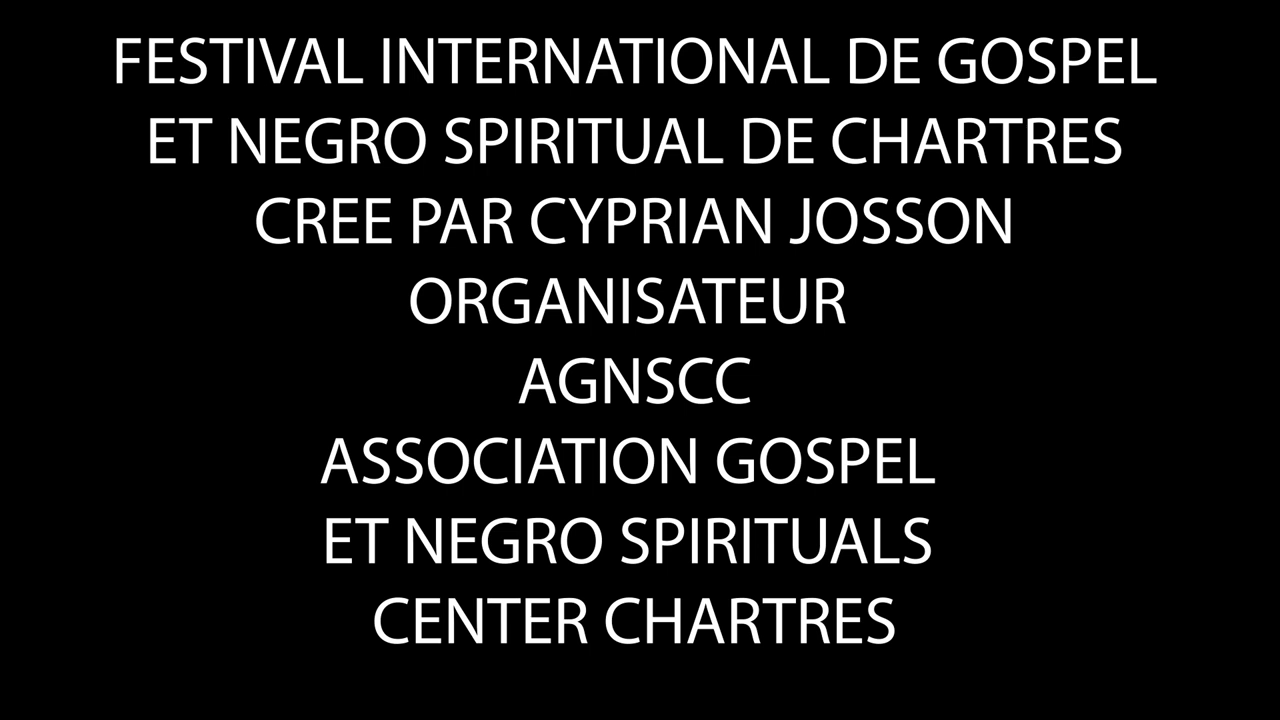 FESTIVAL INTERNATIONAL DE GOSPEL
ET NEGRO SPIRITUAL DE CHARTRES
CREE PAR CYPRIAN JOSSON
ORGANISATEUR
AGNSCC
ASSOCIATION GOSPEL
ET NEGRO SPIRITUALS
CENTER CHARTRES